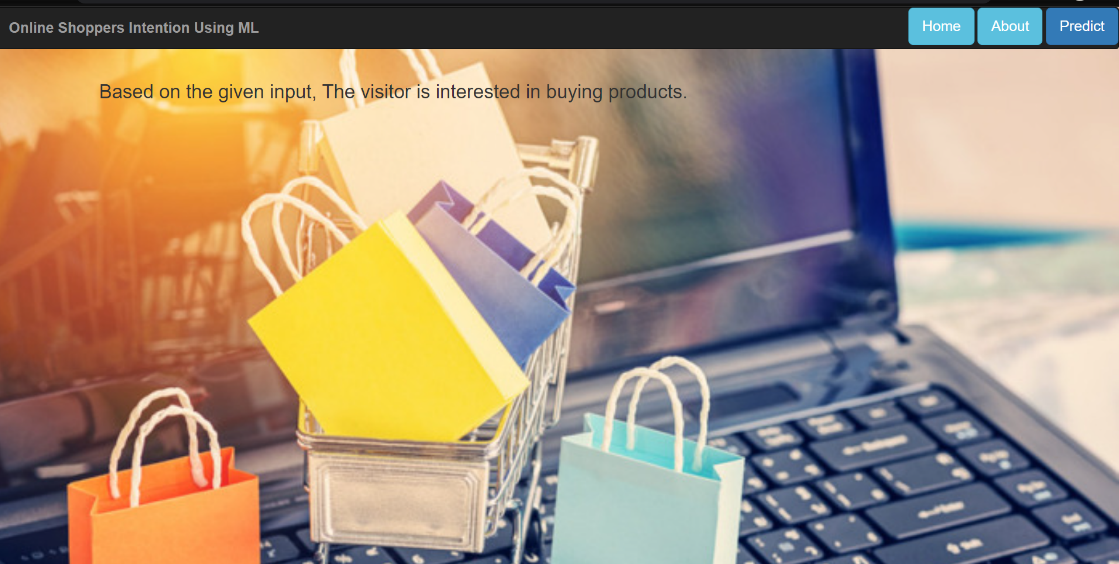 Online Shoppers Intention Using ML
Home
About
Predict
Based on the given input, The visitor is interested in buying products.